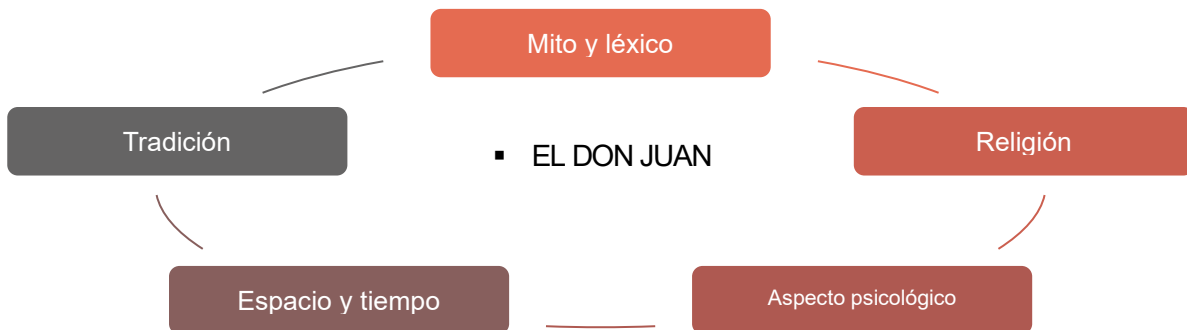 Mito y léxico
Tradición
▪ EL DON JUAN
Religión
Espacio y tiempo
Aspecto psicológico